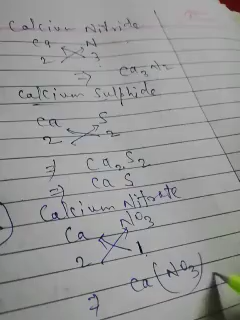 Calcium Nitride
Ca N
2 3
⇒ Ca3N2
Calcium Sulphide
Ca S
2 2
⇒ Ca2S2
⇒ CaS
Calcium Nitrate
Ca NO3
2 1
⇒ Ca(NO3)